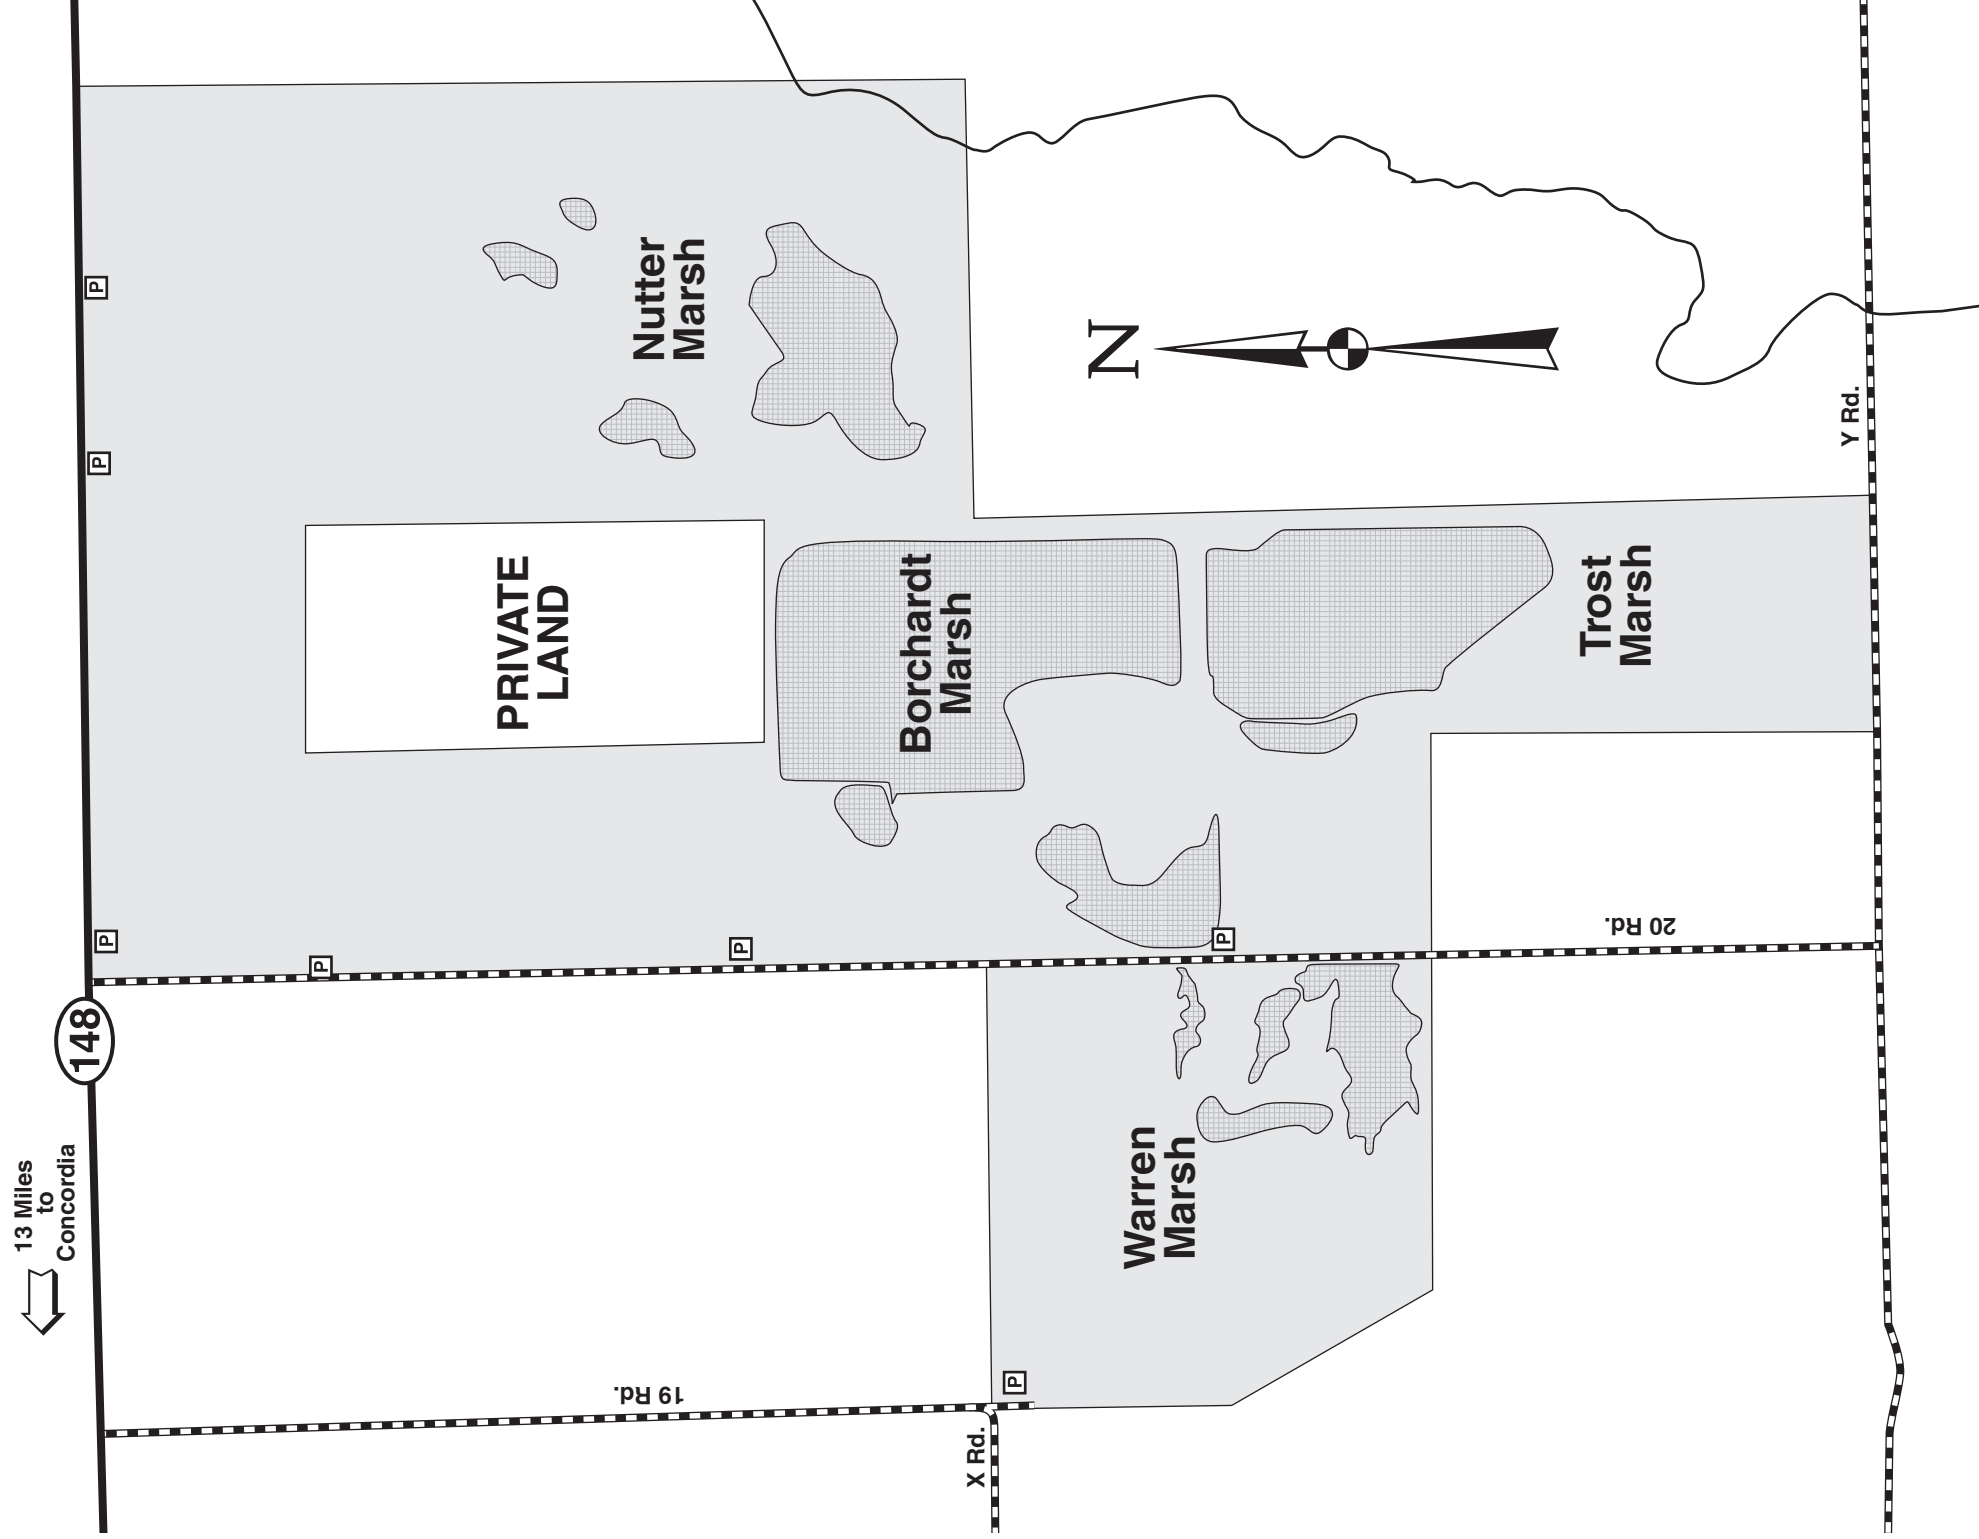 P
P
Nutter
Marsh
N
Y Rd.
PRIVATE
LAND
Borchardt
Marsh
Trost
Marsh
P
P
P
P
20 Rd.
148
13 Miles
to
Concordia
Warren
Marsh
P
19 Rd.
X Rd.